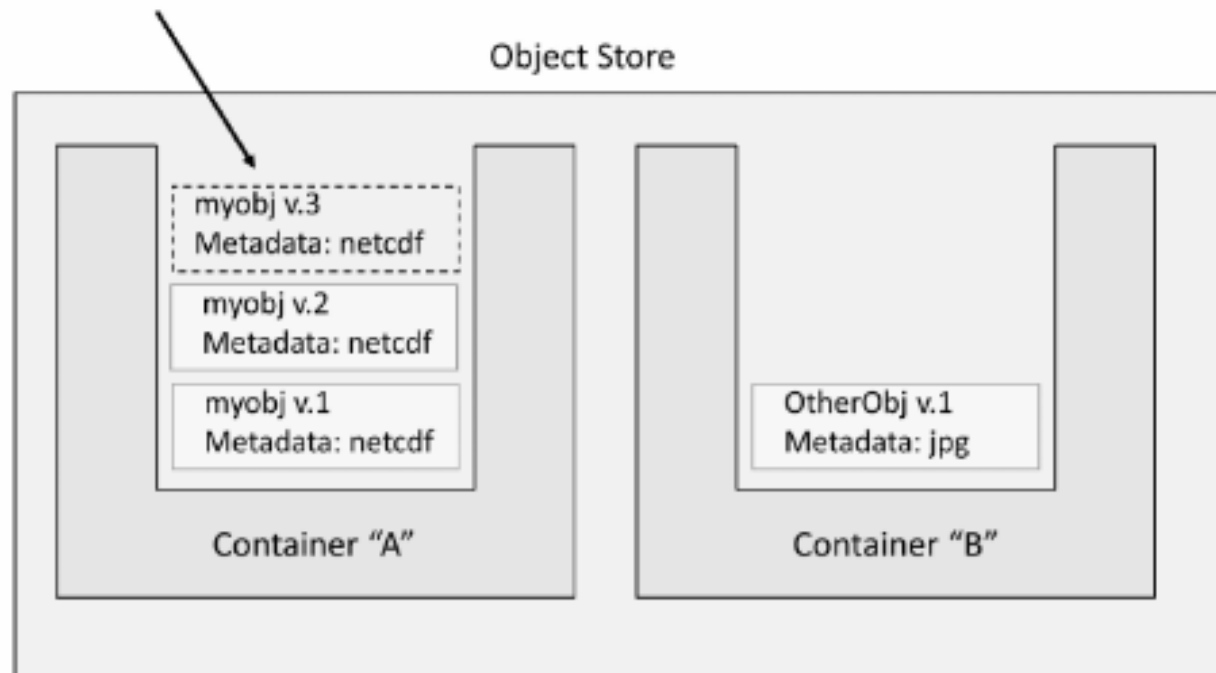 Object Store
myobj v.3
Metadata: netcdf
myobj v.2
Metadata: netcdf
myobj v.1
Metadata: netcdf
Container “A”
OtherObj v.1
Metadata: jpg
Container “B”